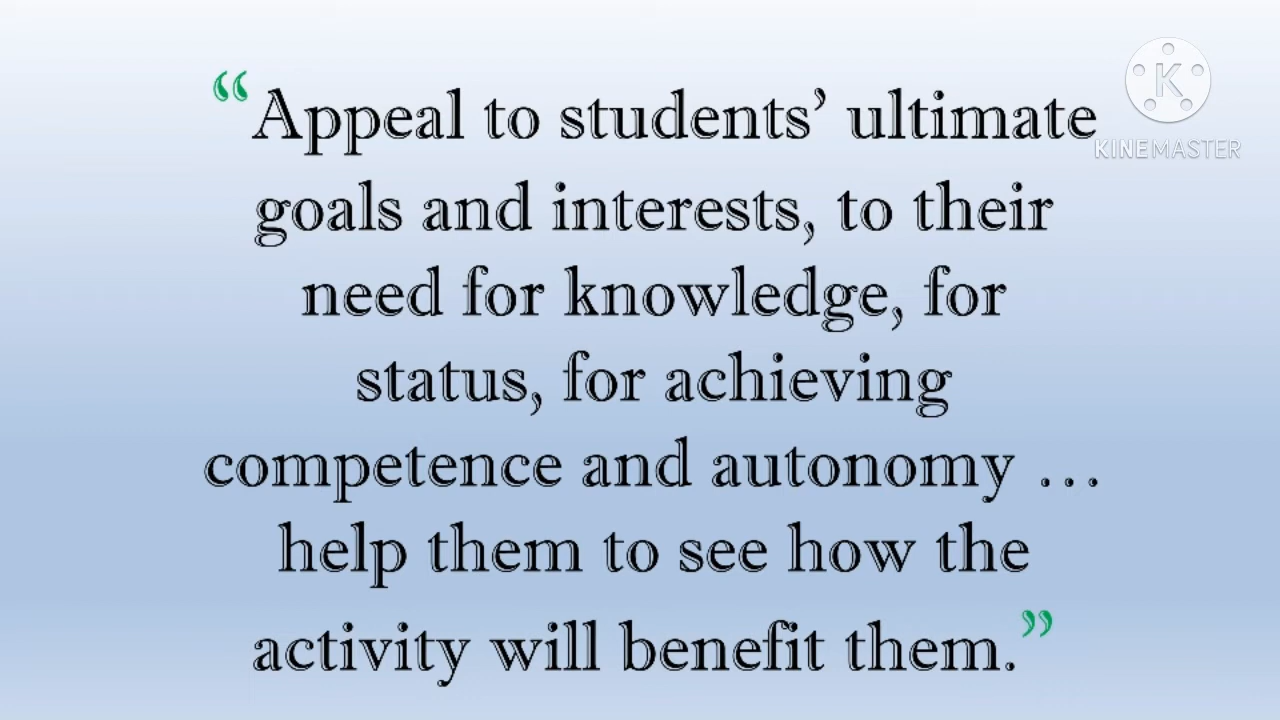 “Appeal to students’ ultimate
goals and interests, to their
need for knowledge, for
status, for achieving
competence and autonomy …
help them to see how the
activity will benefit them.”
K
KINEMASTER